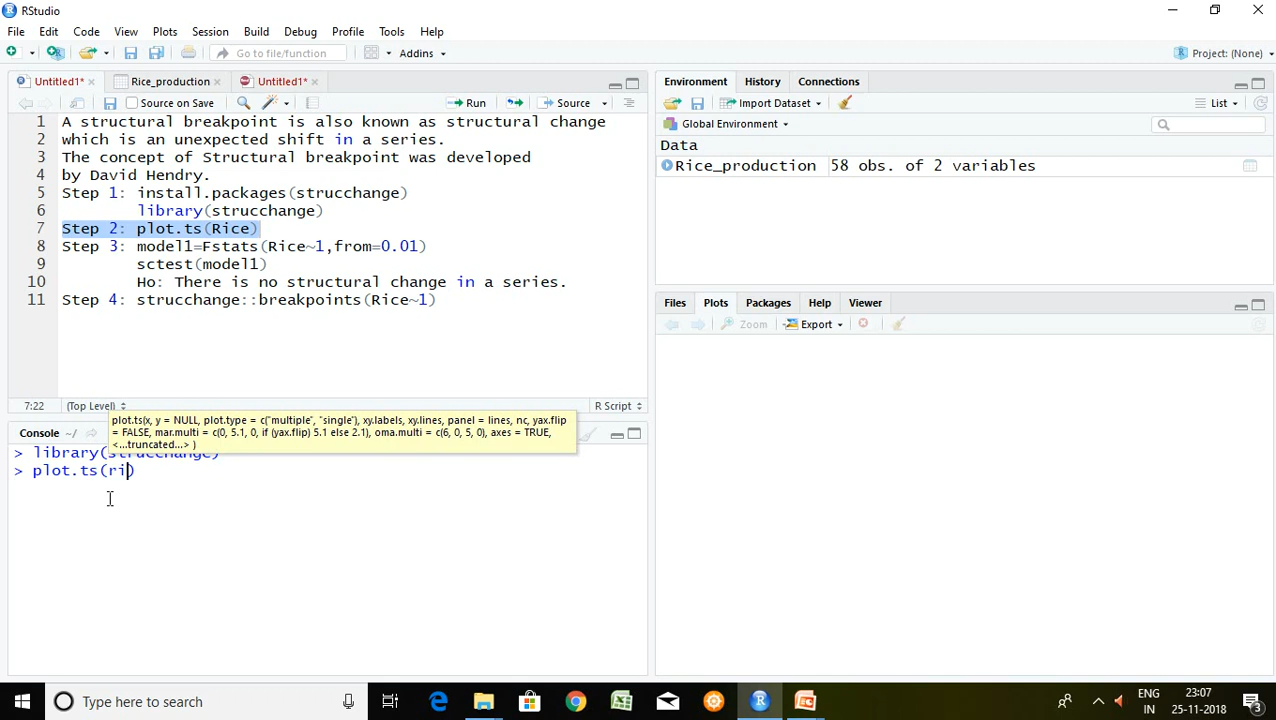 RStudio
File Edit Code View Plots Session Build Debug Profile Tools Help
Go to file/function Addins Project: (None)
Untitled1* Rice_production Untitled1*
Source on Save Run Source
1 A structural breakpoint is also known as structural change
2 which is an unexpected shift in a series.
3 The concept of Structural breakpoint was developed
4 by David Hendry.
5 Step 1: install.packages(strucchange)
6 library(strucchange)
7 Step 2: plot.ts(Rice)
8 Step 3: model1=Fstats(Rice~1,from=0.01)
9 sctest(model1)
10 Ho: There is no structural change in a series.
11 Step 4: strucchange::breakpoints(Rice~1)
7:22 (Top Level) R Script
plot.ts(x, y = NULL, plot.type = c("multiple", "single"), xy.labels, xy.lines, panel = lines, nc, yax.flip
= FALSE, mar.multi = c(0, 5.1, 0, if (yax.flip) 5.1 else 2.1), oma.multi = c(6, 0, 5, 0), axes = TRUE,
<...truncated...> )
Console ~/
> library(strucchange)
> plot.ts(ri)
Environment History Connections
Import Dataset List
Global Environment
Data
Rice_production 58 obs. of 2 variables
Files Plots Packages Help Viewer
Zoom Export
Type here to search
ENG 23:07
IN 25-11-2018 3